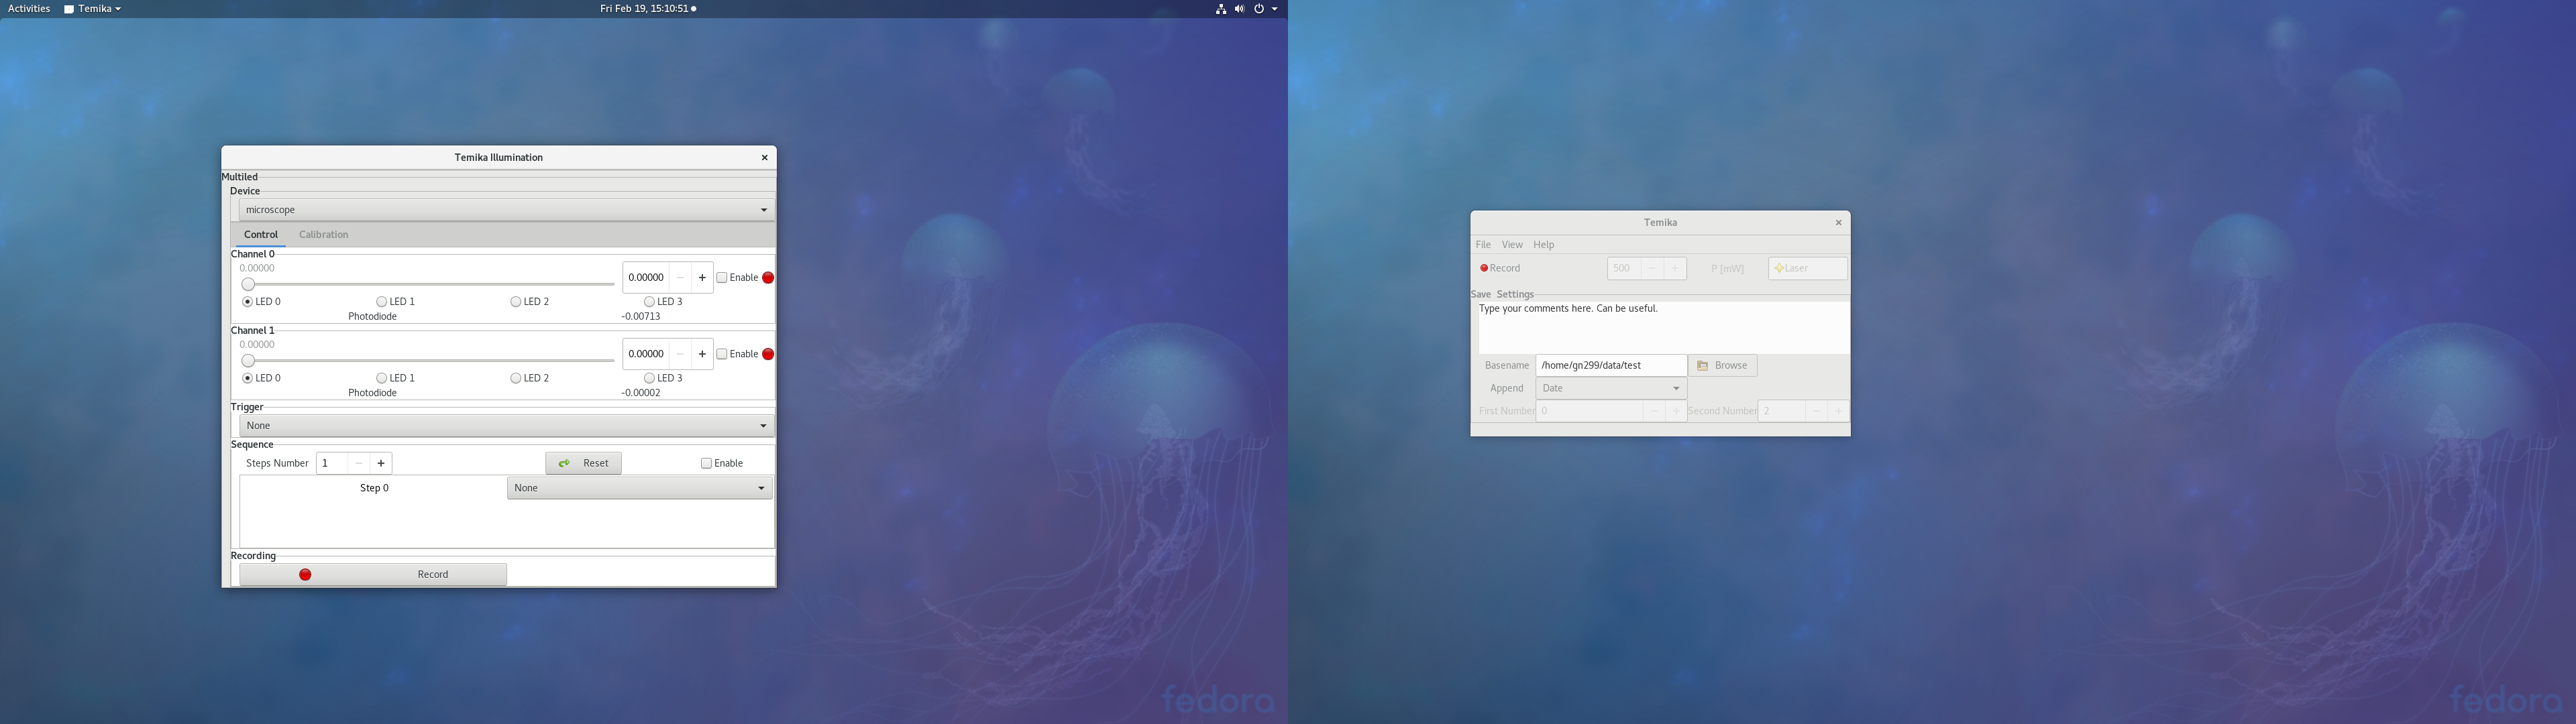 Activities Temika Fri Feb 19, 15:10:51
Temika Illumination
Multiled
Device
microscope
Control Calibration
Channel 0
0.00000
0.00000 Enable
LED 0 LED 1 LED 2 LED 3
Photodiode -0.00713
Channel 1
0.00000
0.00000 Enable
LED 0 LED 1 LED 2 LED 3
Photodiode -0.00002
Trigger
None
Sequence
Steps Number 1 Reset Enable
Step 0 None
Recording
Record
fedora
Temika
File View Help
Record 500 P [mW] Laser
Save Settings
Type your comments here. Can be useful.
Basename /home/gn299/data/test Browse
Append Date
First Number 0 Second Number 2
fedora